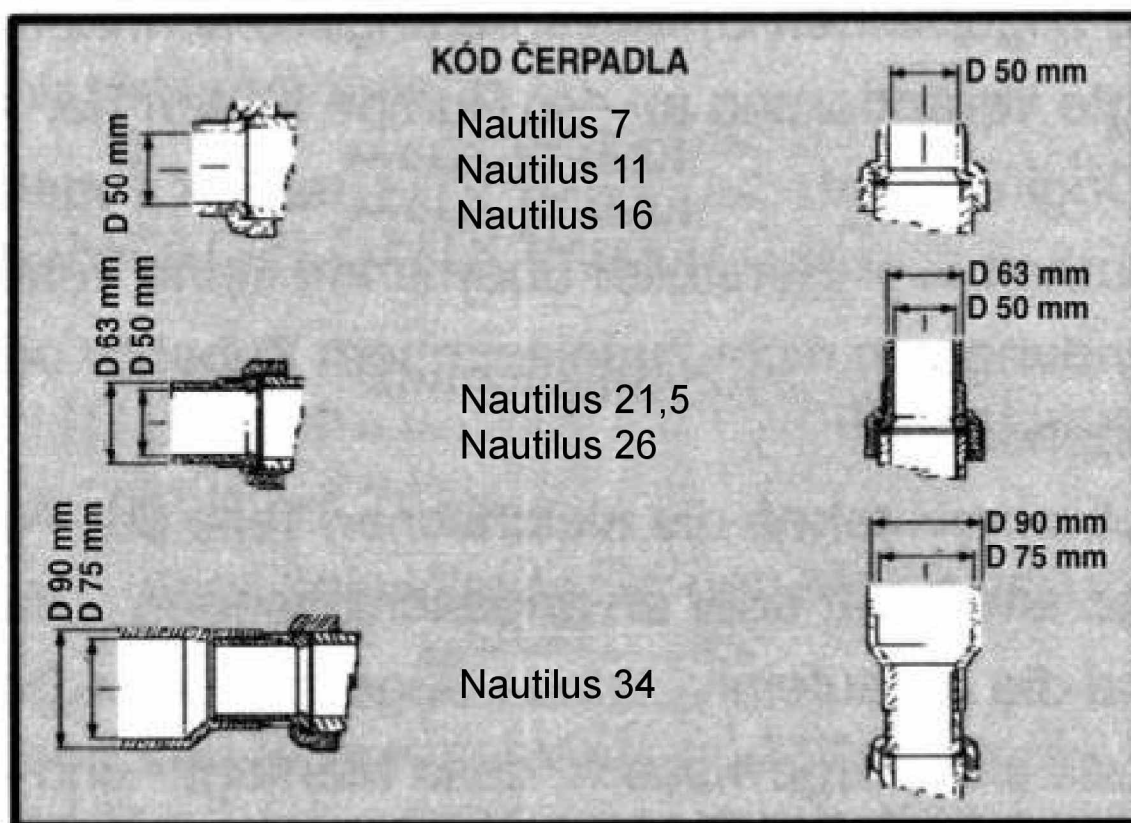 KÓD ČERPADLA
D 50 mm
Nautilus 7
Nautilus 11
Nautilus 16
D 50 mm
D 63 mm
D 50 mm
Nautilus 21,5
Nautilus 26
D 63 mm
D 50 mm
D 90 mm
D 75 mm
Nautilus 34
D 90 mm
D 75 mm